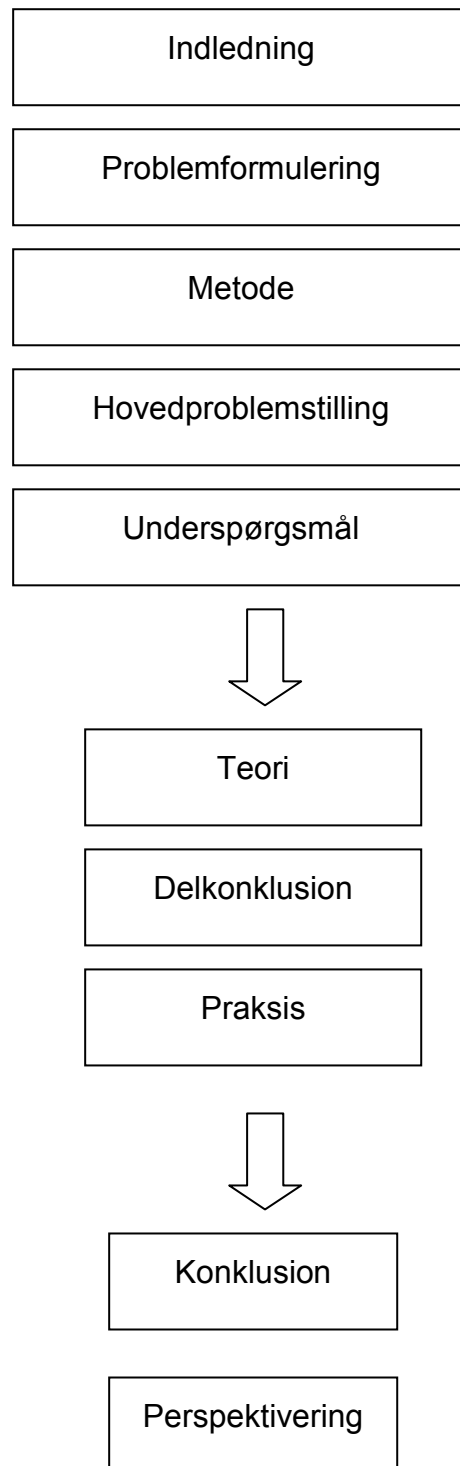 Indledning
Problemformulering
Metode
Hovedproblemstilling
Underspørgsmål
Teori
Delkonklusion
Praksis
Konklusion
Perspektivering